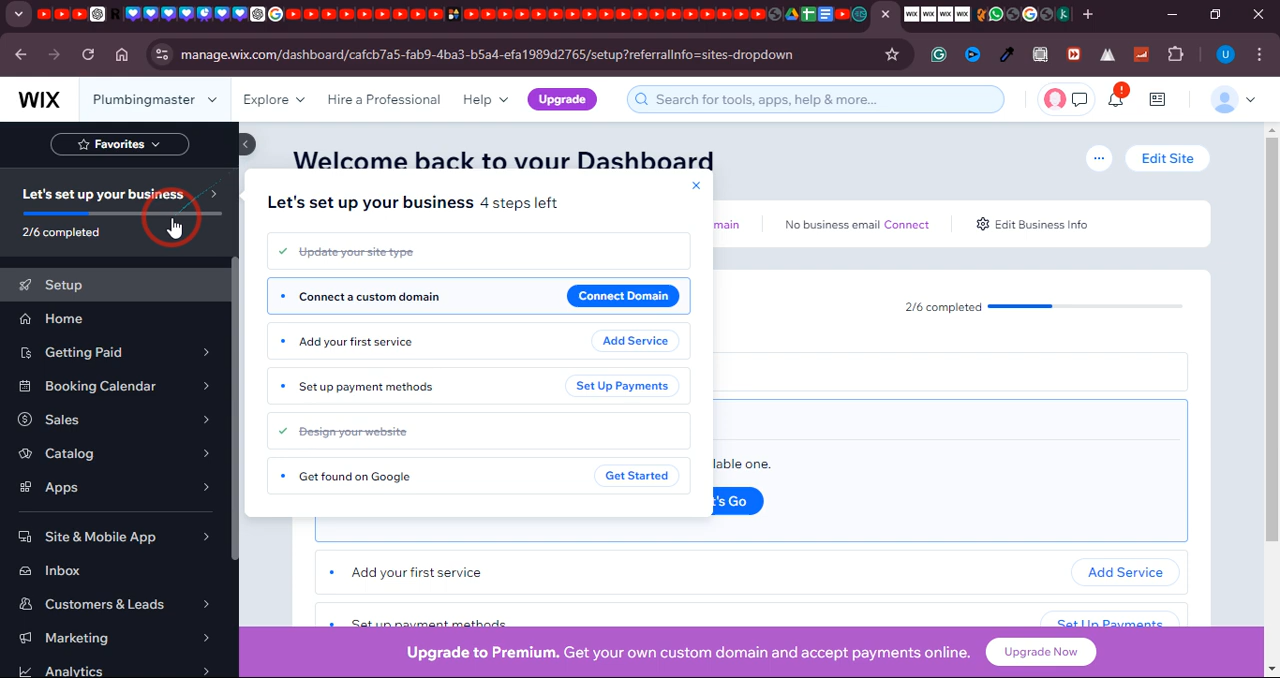 manage.wix.com/dashboard/cafcb7a5-fab9-4ba3-b5a4-efa1989d2765/setup?referralInfo=sites-dropdown
U
WIX
Plumbingmaster
Explore
Hire a Professional
Help
Upgrade
Search for tools, apps, help & more...
!
Favorites
Let's set up your business
2/6 completed
Setup
Home
Getting Paid
Booking Calendar
Sales
Catalog
Apps
Site & Mobile App
Inbox
Customers & Leads
Marketing
Analytics
Welcome back to your Dashboard
Edit Site
Let's set up your business 4 steps left
Update your site type
Connect a custom domain
Connect Domain
Add your first service
Add Service
Set up payment methods
Set Up Payments
Design your website
Get found on Google
Get Started
main
No business email Connect
Edit Business Info
2/6 completed
lable one.
t's Go
Add your first service
Add Service
Set up payment methods
Set Up Payments
Upgrade to Premium. Get your own custom domain and accept payments online.
Upgrade Now